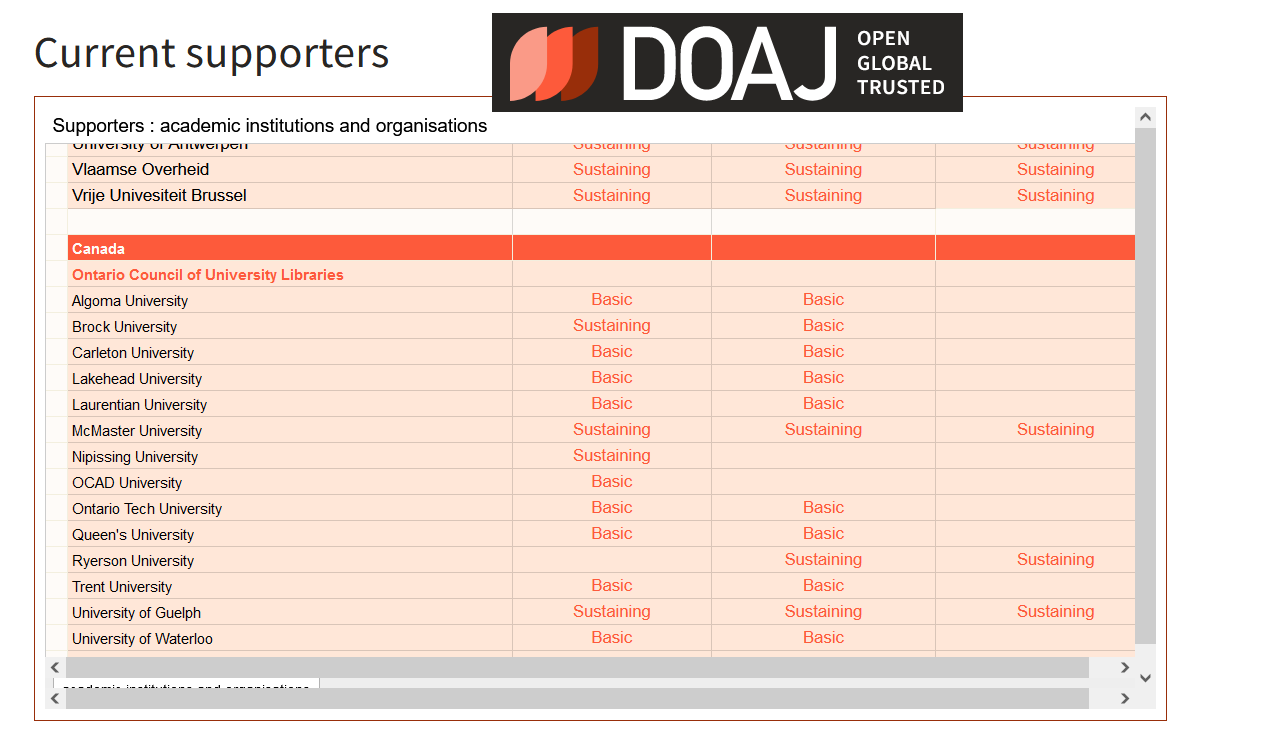 Current supporters
DOAJ
OPEN
GLOBAL
TRUSTED
Supporters : academic institutions and organisations
University of Antwerpen Sustaining Sustaining Sustaining
Vlaamse Overheid Sustaining Sustaining Sustaining
Vrije Univesiteit Brussel Sustaining Sustaining Sustaining
Canada
Ontario Council of University Libraries
Algoma University Basic Basic
Brock University Sustaining Basic
Carleton University Basic Basic
Lakehead University Basic Basic
Laurentian University Basic Basic
McMaster University Sustaining Sustaining Sustaining
Nipissing University Sustaining
OCAD University Basic
Ontario Tech University Basic Basic
Queen's University Basic Basic
Ryerson University Sustaining Sustaining
Trent University Basic Basic
University of Guelph Sustaining Sustaining Sustaining
University of Waterloo Basic Basic
academic institutions and organisations